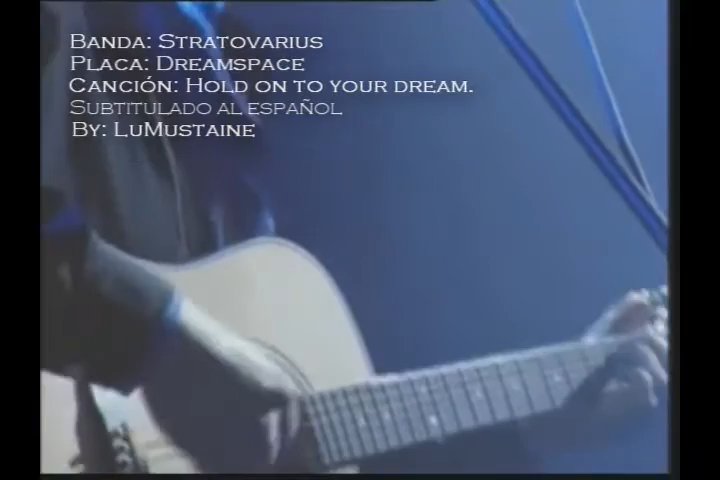 Banda: Stratovarius
Placa: Dreamspace
Canción: Hold on to your dream.
Subtitulado al español
By: LuMustaine